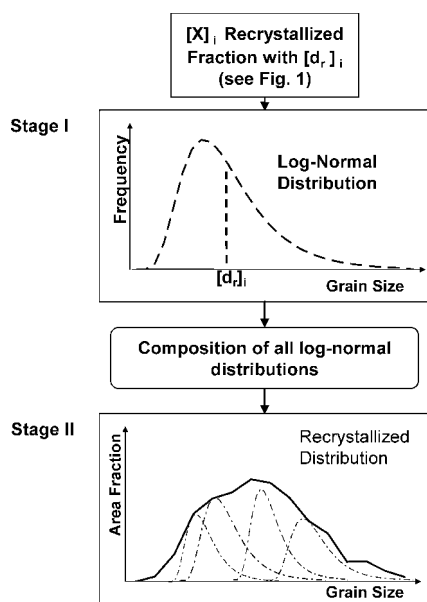 [X] i Recrystallized
Fraction with [dr] i
(see Fig. 1)
Stage I
Frequency
Log-Normal
Distribution
[dr]i
Grain Size
Composition of all log-normal
distributions
Stage II
Area Fraction
Recrystallized
Distribution
Grain Size